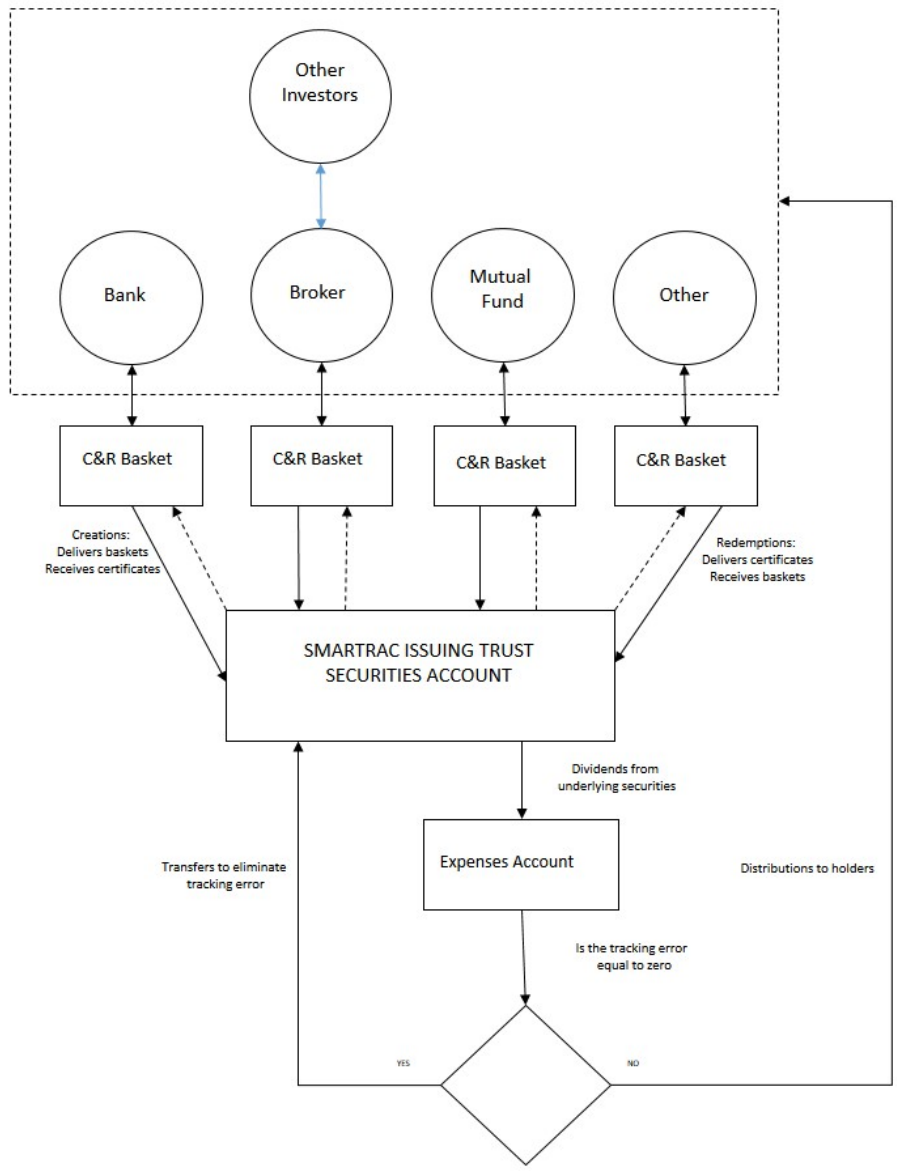 Other
Investors
Bank
Broker
Mutual
Fund
Other
C&R Basket
C&R Basket
C&R Basket
C&R Basket
Creations:
Delivers baskets
Receives certificates
Redemptions:
Delivers certificates
Receives baskets
SMARTRAC ISSUING TRUST
SECURITIES ACCOUNT
Dividends from
underlying securities
Expenses Account
Transfers to eliminate
tracking error
Distributions to holders
Is the tracking error
equal to zero
YES
NO